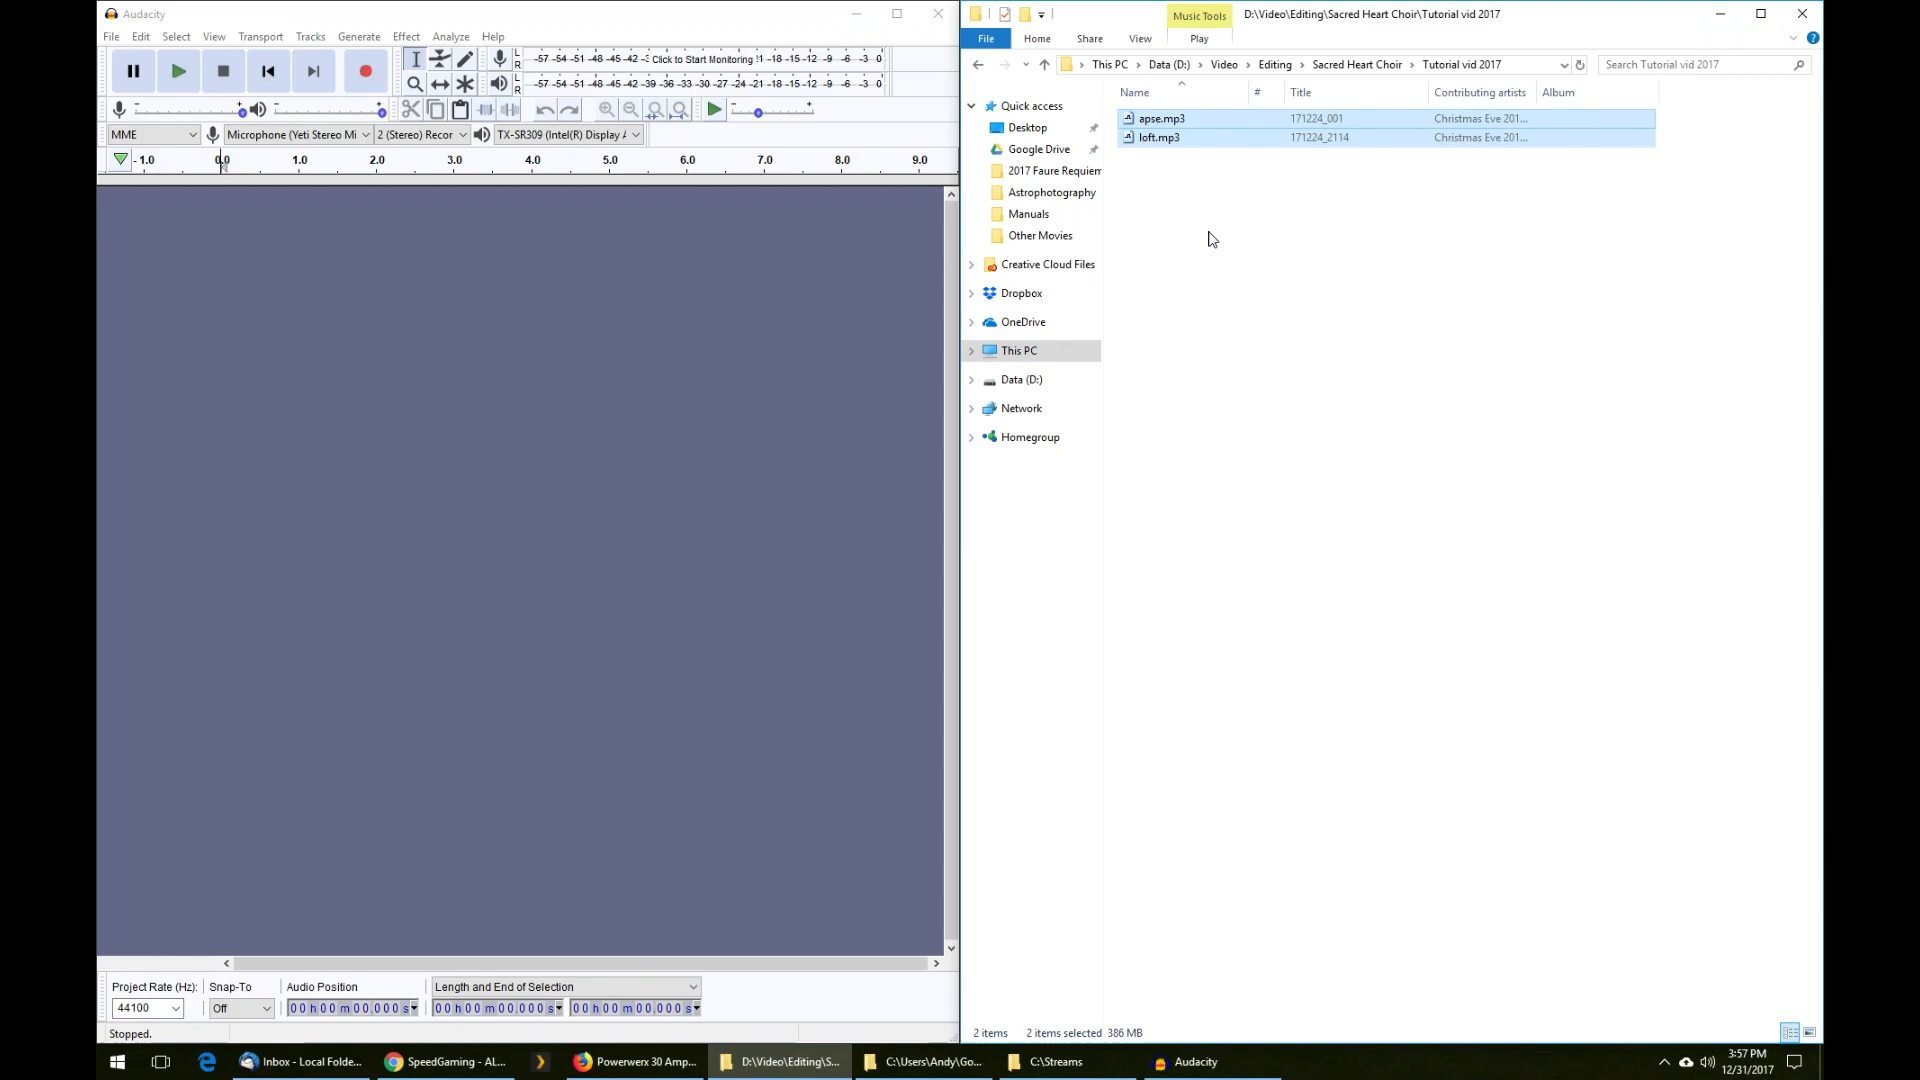 Audacity
File Edit Select View Transport Tracks Generate Effect Analyze Help
L
R
-57 -54 -51 -48 -45 -42 -3 Click to Start Monitoring !1 -18 -15 -12 -9 -6 -3 0
L
R
-57 -54 -51 -48 -45 -42 -39 -36 -33 -30 -27 -24 -21 -18 -15 -12 -9 -6 -3 0
MME
Microphone (Yeti Stereo Mi
2 (Stereo) Recor
TX-SR309 (Intel(R) Display A
-1.0 0.0 1.0 2.0 3.0 4.0 5.0 6.0 7.0 8.0 9.0
Project Rate (Hz): Snap-To Audio Position Length and End of Selection
44100 Off 00 h 00 m 00.000 s 00 h 00 m 00.000 s 00 h 00 m 00.000 s
Stopped.
Music Tools D:\Video\Editing\Sacred Heart Choir\Tutorial vid 2017
File Home Share View Play
This PC Data (D:) Video Editing Sacred Heart Choir Tutorial vid 2017 Search Tutorial vid 2017
Name # Title Contributing artists Album
apse.mp3 171224_001 Christmas Eve 201...
loft.mp3 171224_2114 Christmas Eve 201...
Quick access
Desktop
Google Drive
2017 Faure Requiem
Astrophotography
Manuals
Other Movies
Creative Cloud Files
Dropbox
OneDrive
This PC
Data (D:)
Network
Homegroup
2 items 2 items selected 386 MB
Inbox - Local Folde...
SpeedGaming - AL...
Powerwerx 30 Amp...
D:\Video\Editing\S...
C:\Users\Andy\Go...
C:\Streams
Audacity
3:57 PM
12/31/2017